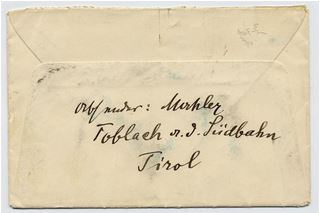 Absender: Mahler
Toblach a. d. Südbahn
Tirol